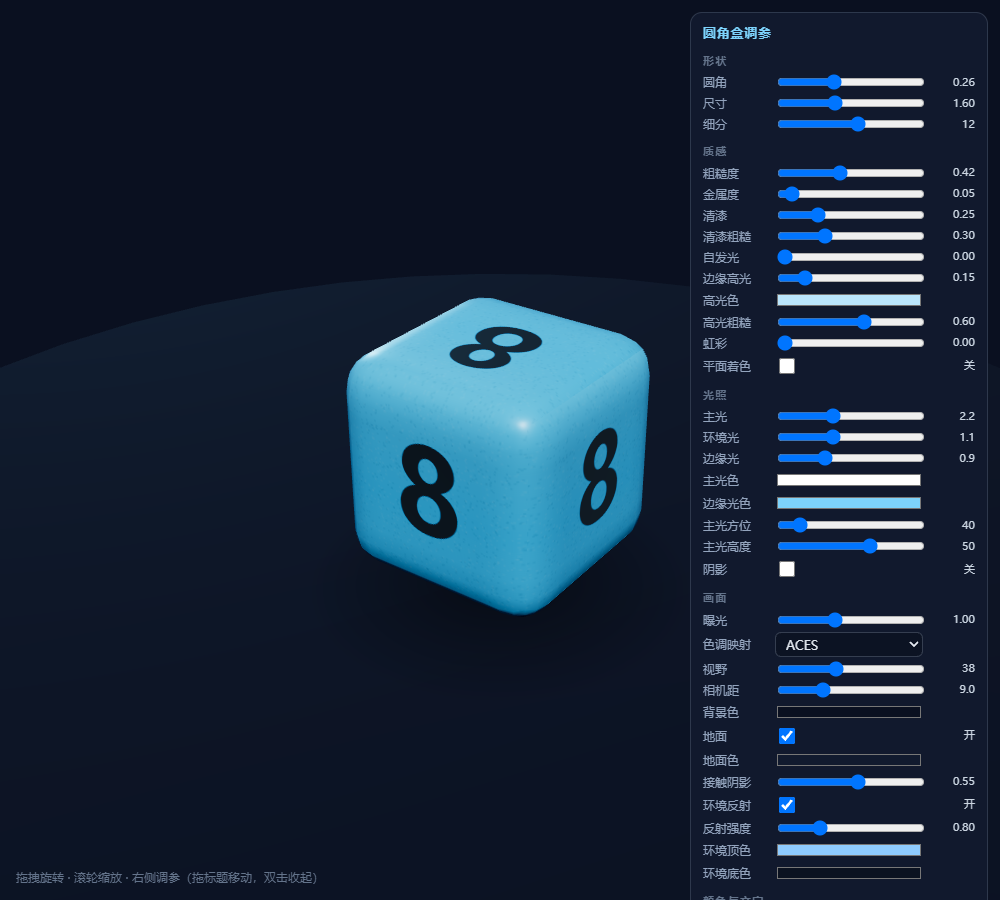 圆角盒调参
形状
圆角 0.26
尺寸 1.60
细分 12
质感
粗糙度 0.42
金属度 0.05
清漆 0.25
清漆粗糙 0.30
自发光 0.00
边缘高光 0.15
高光色
高光粗糙 0.60
虹彩 0.00
平面着色 关
光照
主光 2.2
环境光 1.1
边缘光 0.9
主光色
边缘光色
主光方位 40
主光高度 50
阴影 关
画面
曝光 1.00
色调映射 ACES
视野 38
相机距 9.0
背景色
地面 开
地面色
接触阴影 0.55
环境反射 开
反射强度 0.80
环境顶色
环境底色
8
8
8
拖拽旋转 · 滚轮缩放 · 右侧调参（拖标题移动，双击收起）